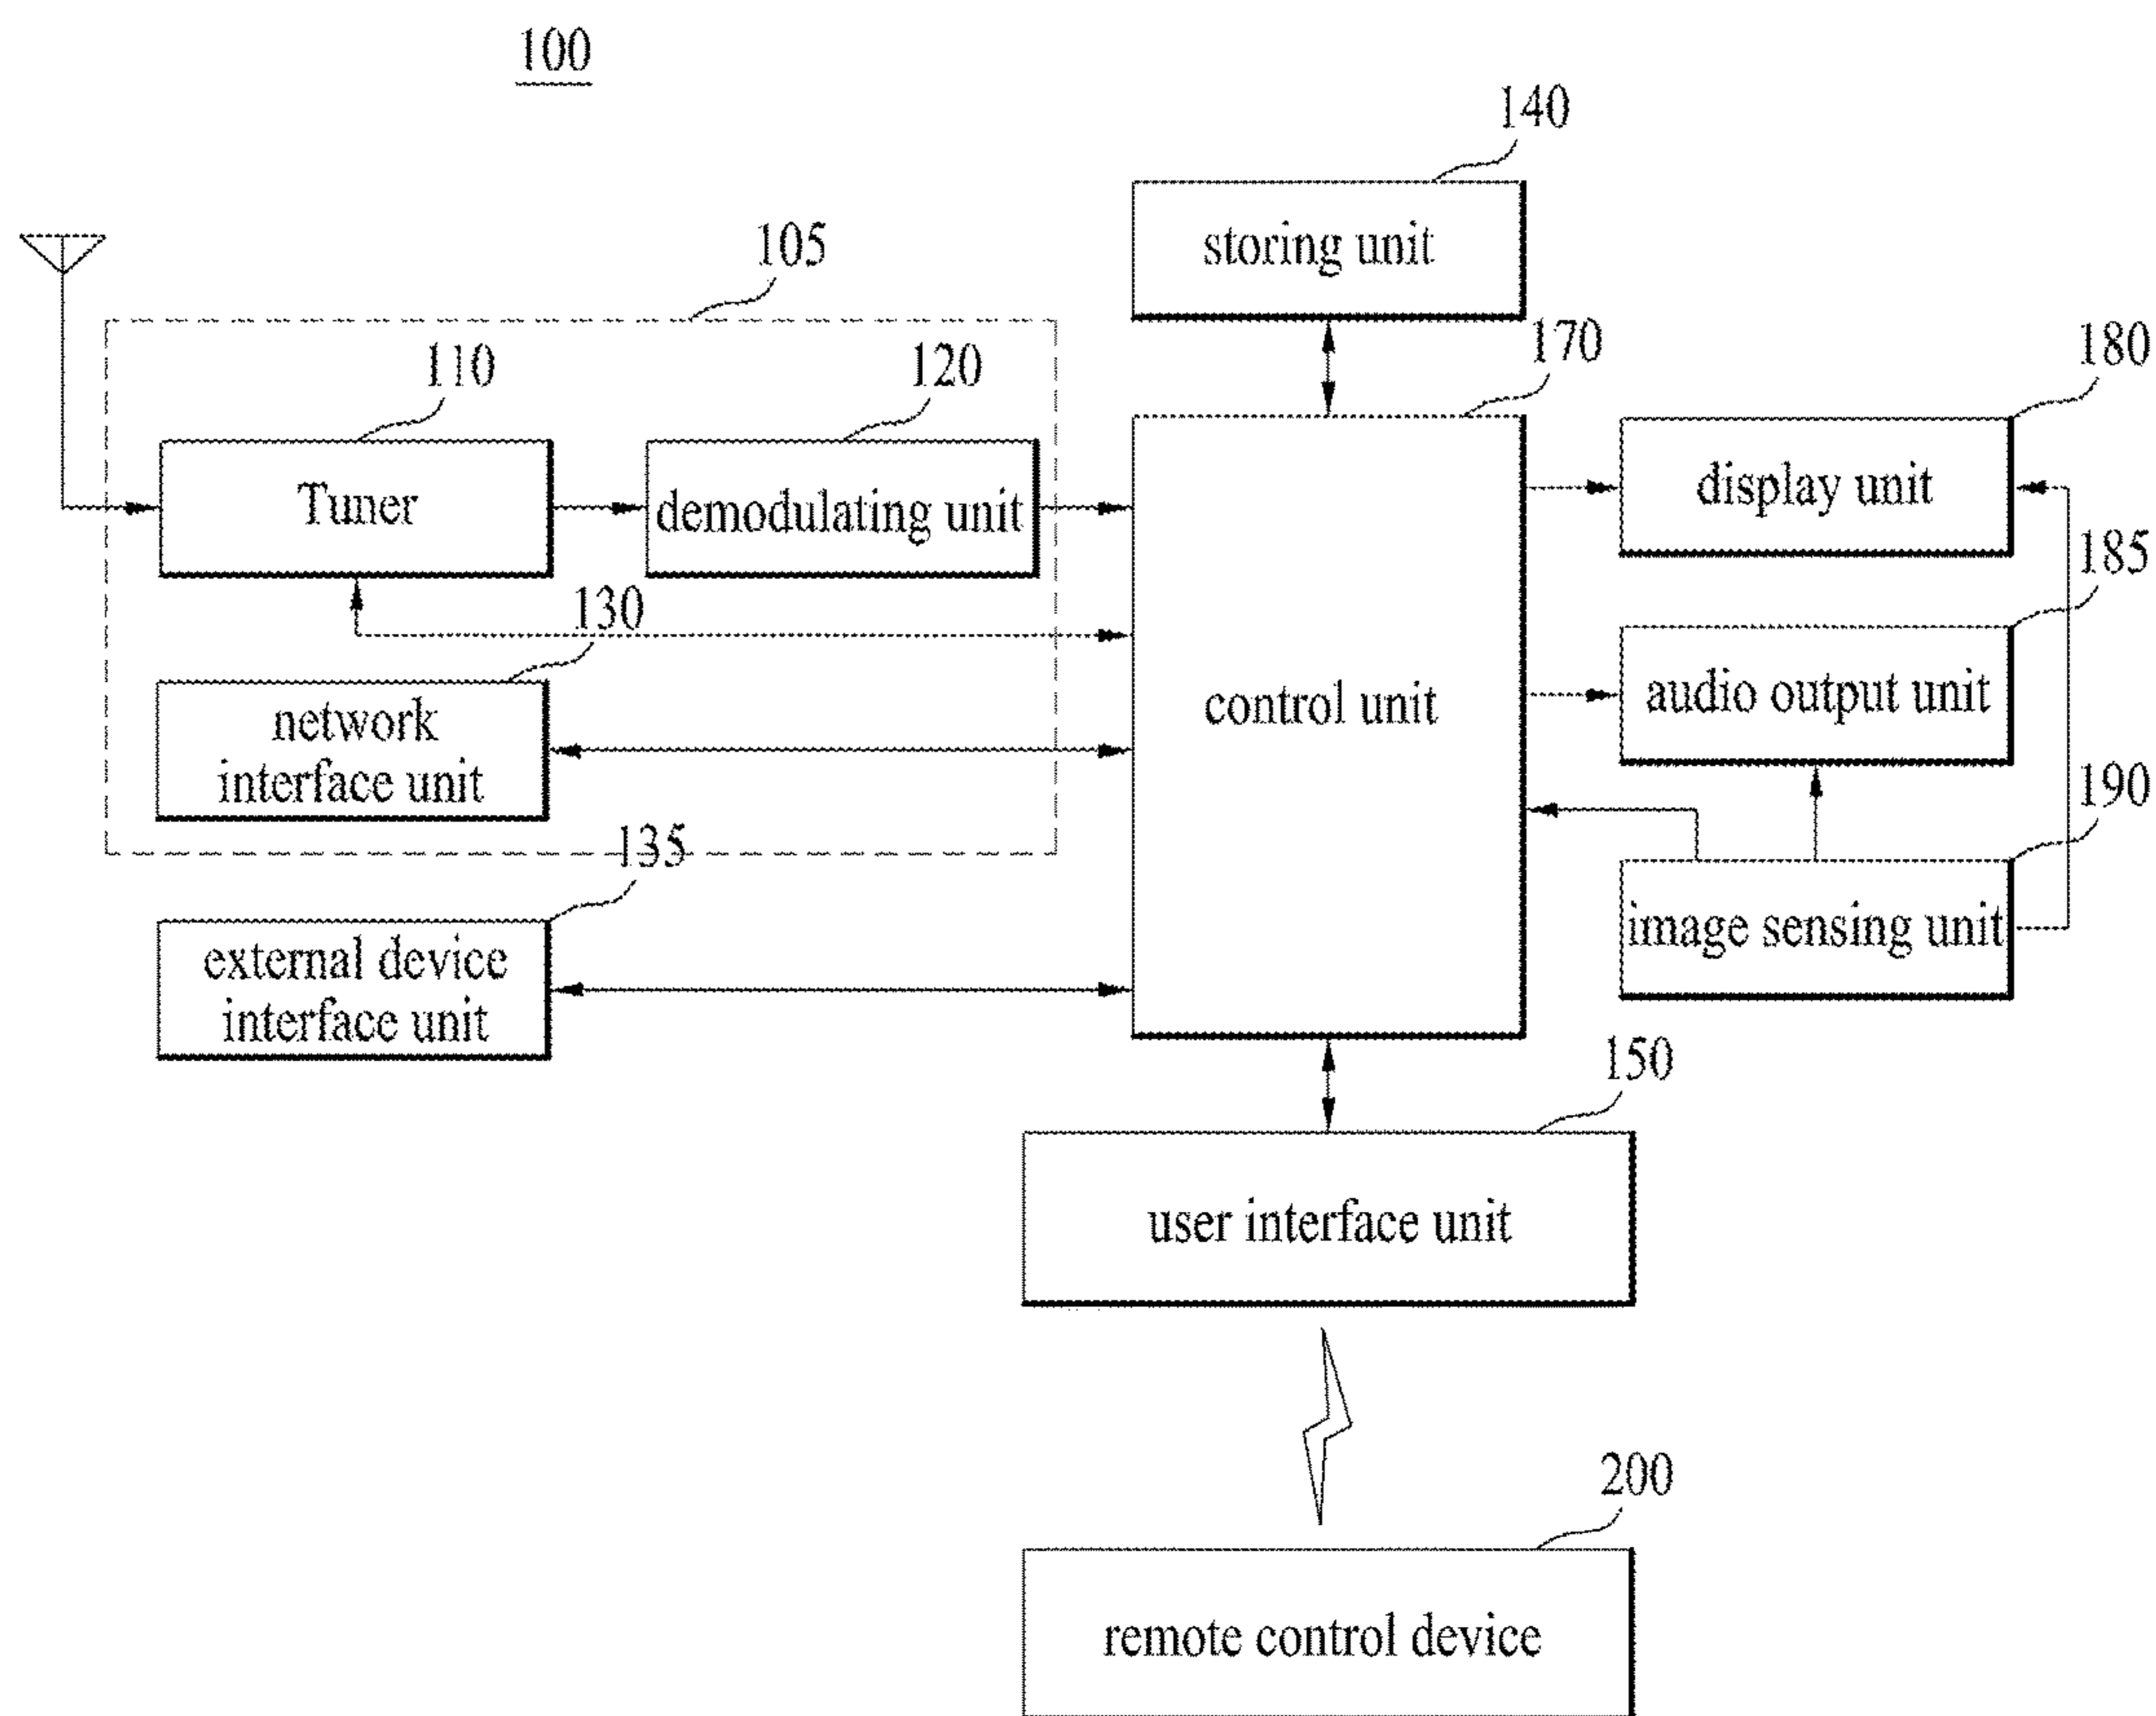 100
140
storing unit
105
170
180
110
120
Tuner
demodulating unit
display unit
185
130
network
interface unit
control unit
audio output unit
190
135
external device
interface unit
image sensing unit
150
user interface unit
200
remote control device